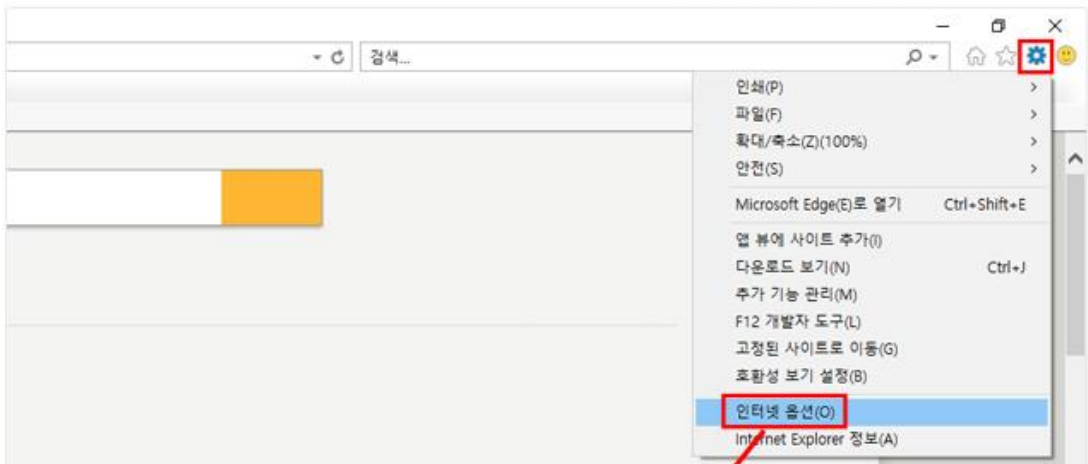 검색...
인쇄(P)
파일(F)
확대/축소(Z)(100%)
안전(S)
Microsoft Edge(E)로 열기 Ctrl+Shift+E
앱 뷰에 사이트 추가(I)
다운로드 보기(N) Ctrl+J
추가 기능 관리(M)
F12 개발자 도구(L)
고정된 사이트로 이동(G)
호환성 보기 설정(B)
인터넷 옵션(O)
Internet Explorer 정보(A)